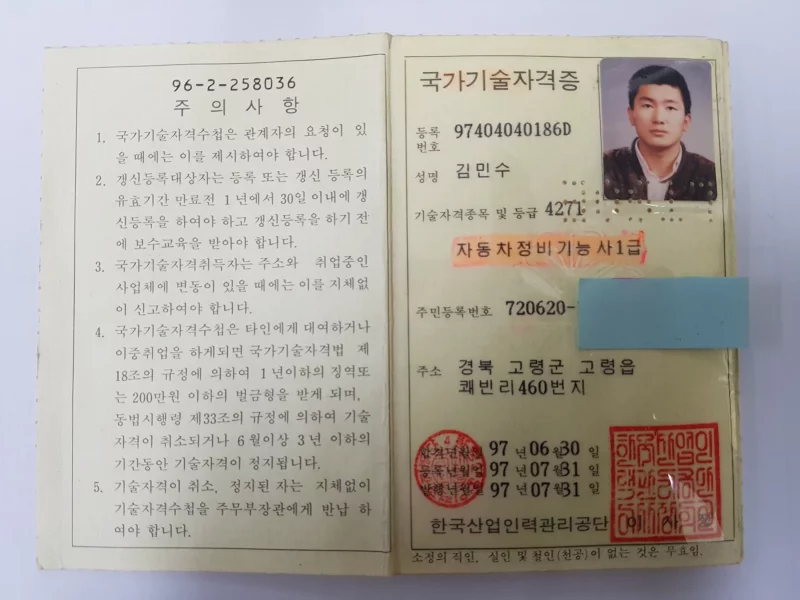 96-2-258036
주 의 사 항
1. 국가기술자격수첩은 관계자의 요청이 있
을 때에는 이를 제시하여야 합니다.
2. 갱신등록대상자는 등록 또는 갱신 등록의
유효기간 만료전 1년에서 30일 이내에 갱
신등록을 하여야 하고 갱신등록을 하기 전
에 보수교육을 받아야 합니다.
3. 국가기술자격취득자는 주소와 취업중인
사업체에 변동이 있을 때에는 이를 지체없
이 신고하여야 합니다.
4. 국가기술자격수첩은 타인에게 대여하거나
이중취업을 하게되면 국가기술자격법 제
18조의 규정에 의하여 1년이하의 징역또
는 200만원 이하의 벌금형을 받게 되며,
동법시행령 제33조의 규정에 의하여 기술
자격이 취소되거나 6월이상 3년 이하의
기간동안 기술자격이 정지됩니다.
5. 기술자격이 취소, 정지된 자는 지체없이
기술자격수첩을 주무부장관에게 반납 하
여야 합니다.
국가기술자격증
등록
번호 97404040186D
성명 김민수
기술자격종목 및 등급 4271
자동차정비기능사1급
주민등록번호 720620-
주소 경북 고령군 고령읍
쾌빈리460번지
합격년월일 97 년 06 월 30 일
등록년월일 97 년 07 월 31 일
년월일 97 년 07 월 31 일
한국산업인력관리공단 이 사
소정의 직인, 실인 및 철인(천공)이 없는 것은 무효임.